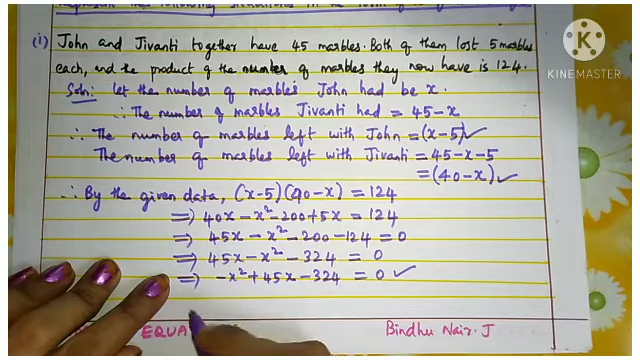 (i) John and Jivanti together have 45 marbles. Both of them lost 5 marbles
each, and the product of the number of marbles they now have is 124.
KINEMASTER
Soln: Let the number of marbles John had be x.
∴ The number of marbles Jivanti had = 45-x
∴ The number of marbles left with John = (x-5) ✓
The number of marbles left with Jivanti = 45-x-5
= (40-x) ✓
∴ By the given data, (x-5)(40-x) = 124
⇒ 40x - x² - 200 + 5x = 124
⇒ 45x - x² - 200 - 124 = 0
⇒ 45x - x² - 324 = 0
⇒ -x² + 45x - 324 = 0 ✓
Bindhu Nair. J